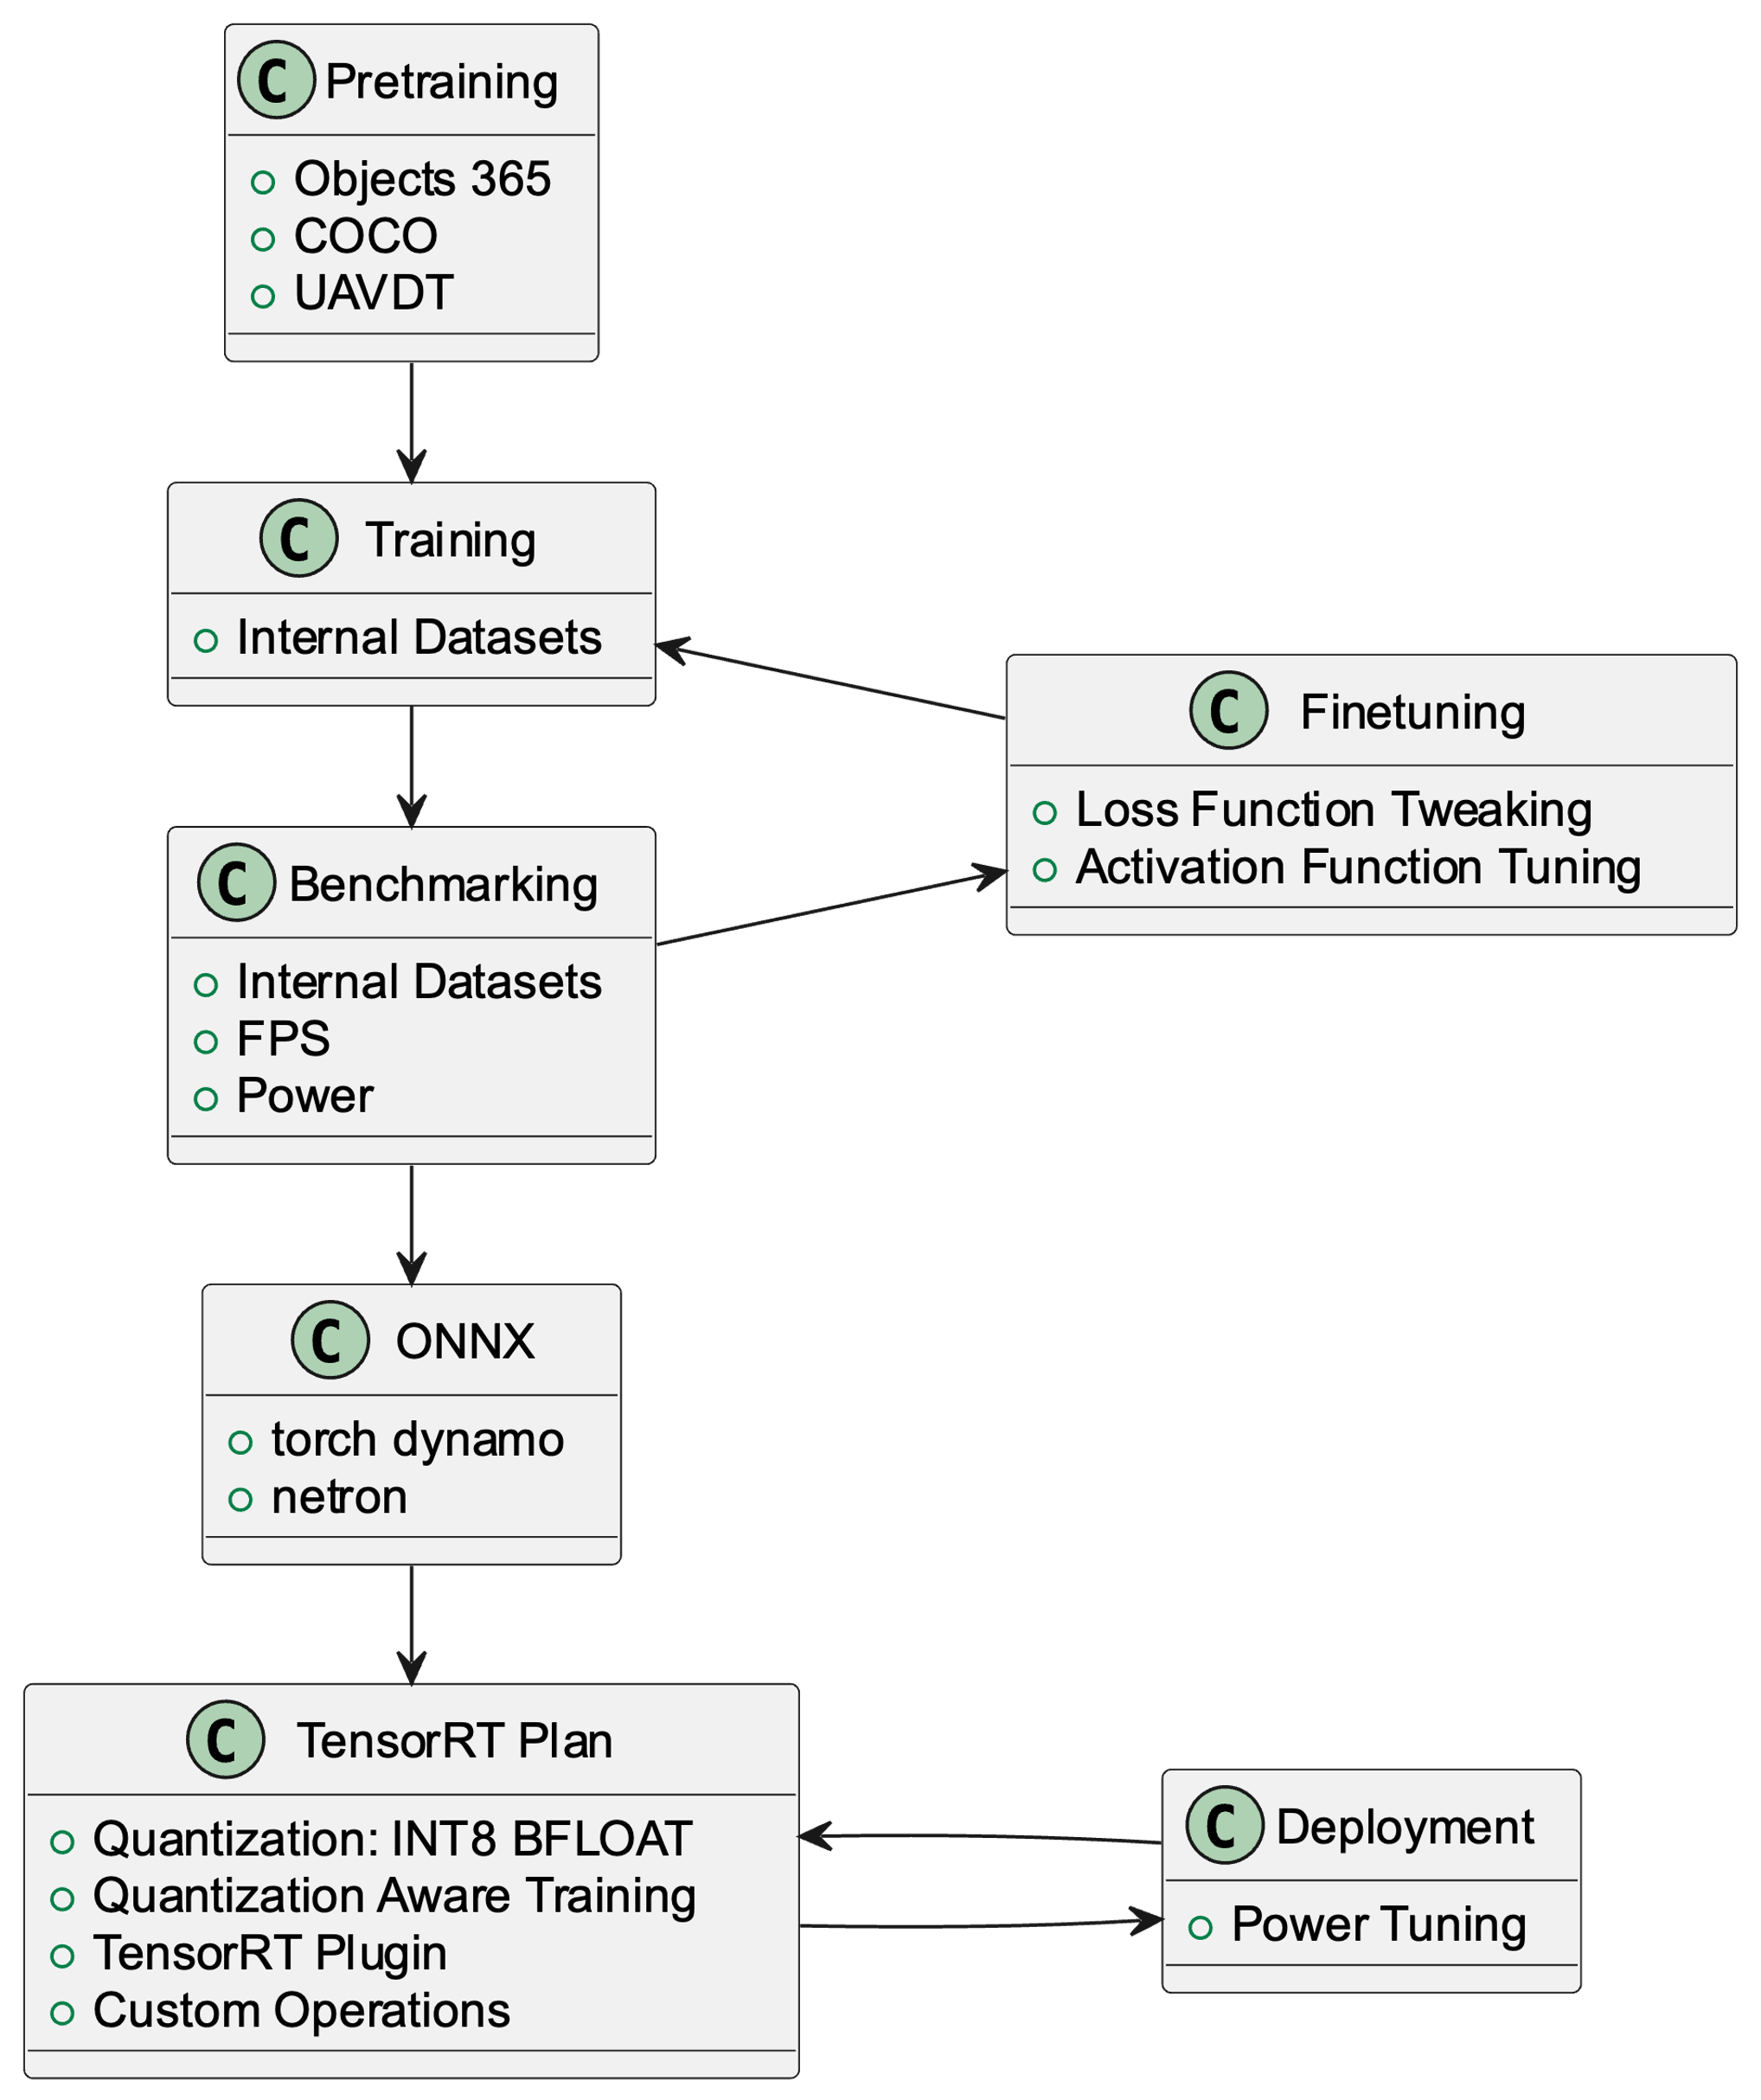 C Pretraining
Objects 365
COCO
UAVDT
C Training
Internal Datasets
C Finetuning
Loss Function Tweaking
Activation Function Tuning
C Benchmarking
Internal Datasets
FPS
Power
C ONNX
torch dynamo
netron
C TensorRT Plan
Quantization: INT8 BFLOAT
Quantization Aware Training
TensorRT Plugin
Custom Operations
C Deployment
Power Tuning